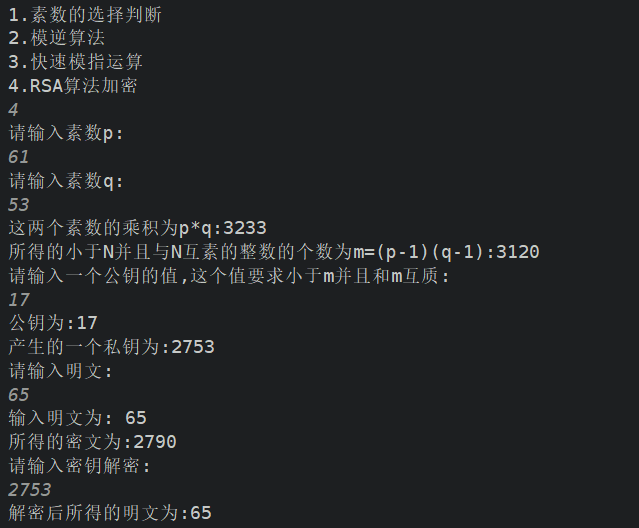 1.素数的选择判断
2.模逆算法
3.快速模指运算
4.RSA算法加密
4
请输入素数p:
61
请输入素数q:
53
这两个素数的乘积为p*q:3233
所得的小于N并且与N互素的整数的个数为m=(p-1)(q-1):3120
请输入一个公钥的值,这个值要求小于m并且和m互质:
17
公钥为:17
产生的一个私钥为:2753
请输入明文:
65
输入明文为: 65
所得的密文为:2790
请输入密钥解密:
2753
解密后所得的明文为:65